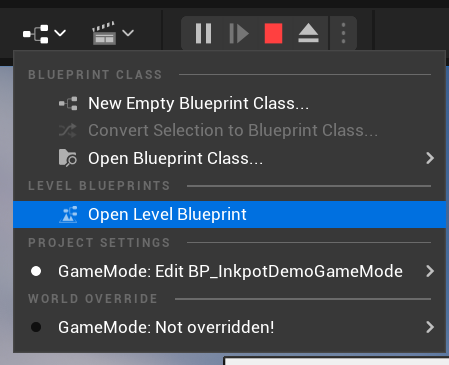 BLUEPRINT CLASS
New Empty Blueprint Class...
Convert Selection to Blueprint Class...
Open Blueprint Class...
LEVEL BLUEPRINTS
Open Level Blueprint
PROJECT SETTINGS
GameMode: Edit BP_InkpotDemoGameMode
WORLD OVERRIDE
GameMode: Not overridden!